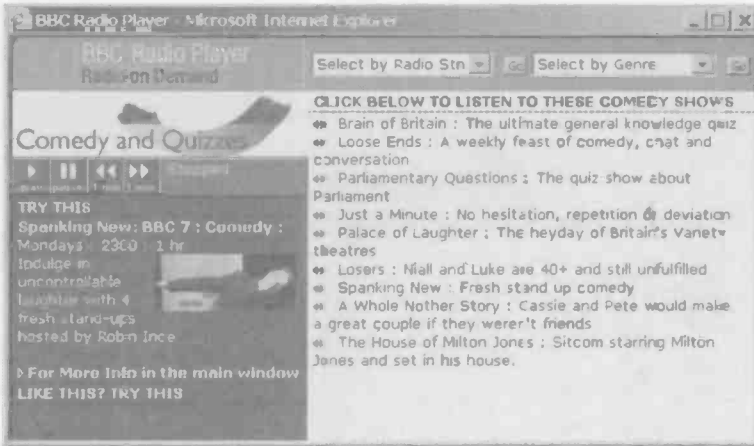 BBC Radio Player - Microsoft Internet Explorer
BBC Radio Player
Radio on Demand
Select by Radio Stn
Go
Select by Genre
Go
Comedy and Quizzes
Stopped
TRY THIS
Spanking New: BBC 7 : Comedy :
Mondays : 2300 : 1 hr
Indulge in
uncontrollable
laughter with 4
fresh stand-ups
hosted by Robin Ince
For More Info in the main window
LIKE THIS? TRY THIS
CLICK BELOW TO LISTEN TO THESE COMEDY SHOWS
Brain of Britain : The ultimate general knowledge quiz
Loose Ends : A weekly feast of comedy, chat and
conversation
Parliamentary Questions : The quiz show about
Parliament
Just a Minute : No hesitation, repetition or deviation
Palace of Laughter : The heyday of Britain's Variety
theatres
Losers : Niall and Luke are 40+ and still unfulfilled
Spanking New : Fresh stand up comedy
A Whole Nother Story : Cassie and Pete would make
a great couple if they werer't friends
The House of Milton Jones : Sitcom starring Milton
Jones and set in his house.